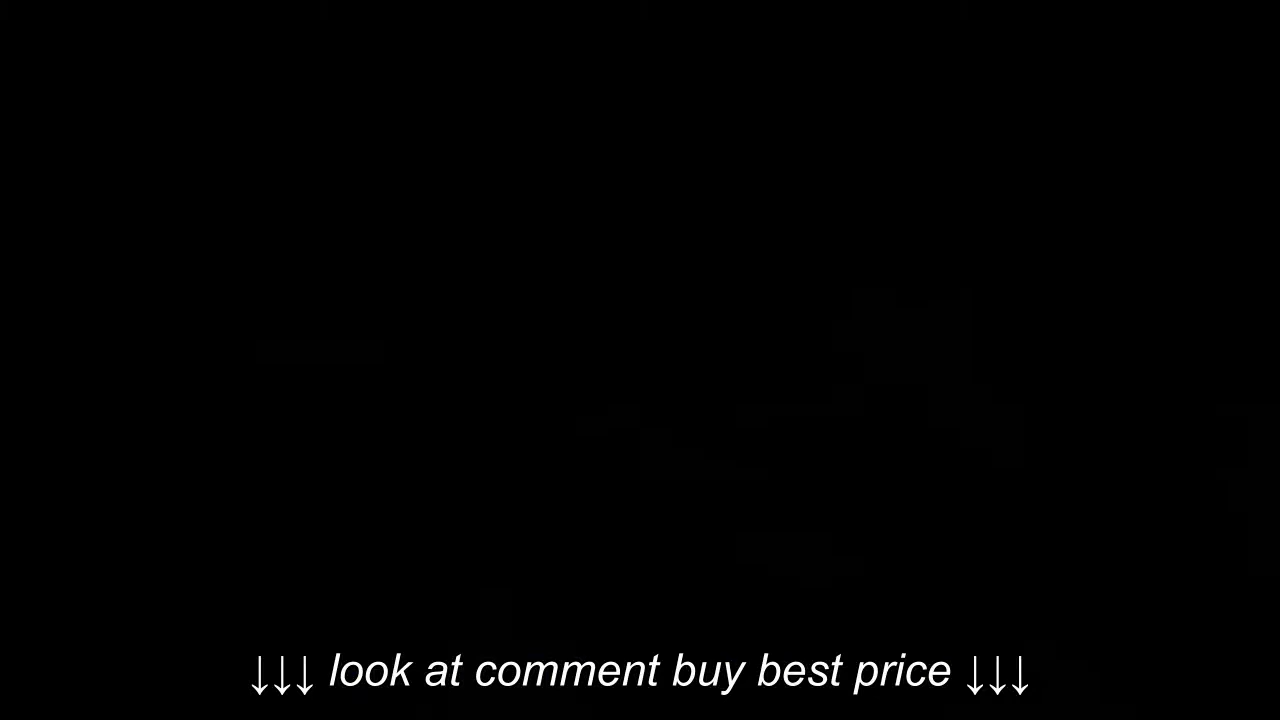 ↓↓↓ look at comment buy best price ↓↓↓